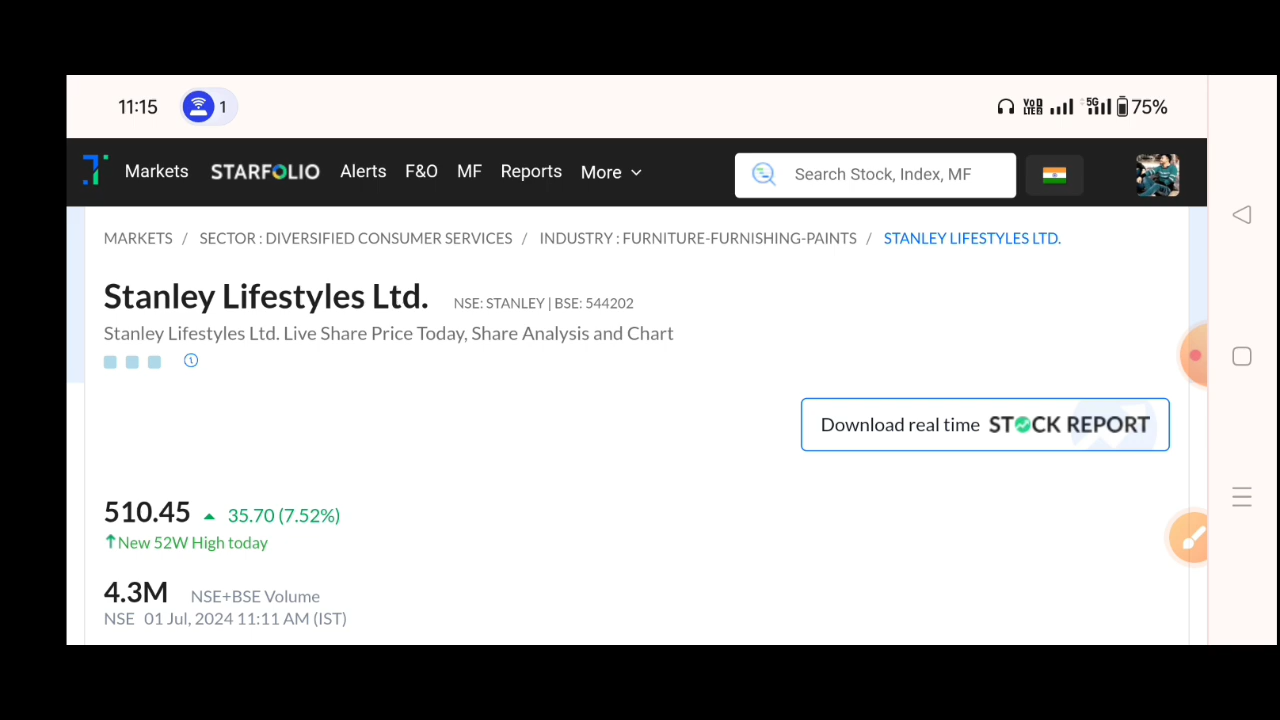 11:15 1 VoD LTE 5G 75%
Markets STARFOLIO Alerts F&O MF Reports More Search Stock, Index, MF
MARKETS / SECTOR : DIVERSIFIED CONSUMER SERVICES / INDUSTRY : FURNITURE-FURNISHING-PAINTS / STANLEY LIFESTYLES LTD.
Stanley Lifestyles Ltd. NSE: STANLEY | BSE: 544202
Stanley Lifestyles Ltd. Live Share Price Today, Share Analysis and Chart
Download real time STOCK REPORT
510.45 35.70 (7.52%)
New 52W High today
4.3M NSE+BSE Volume
NSE 01 Jul, 2024 11:11 AM (IST)